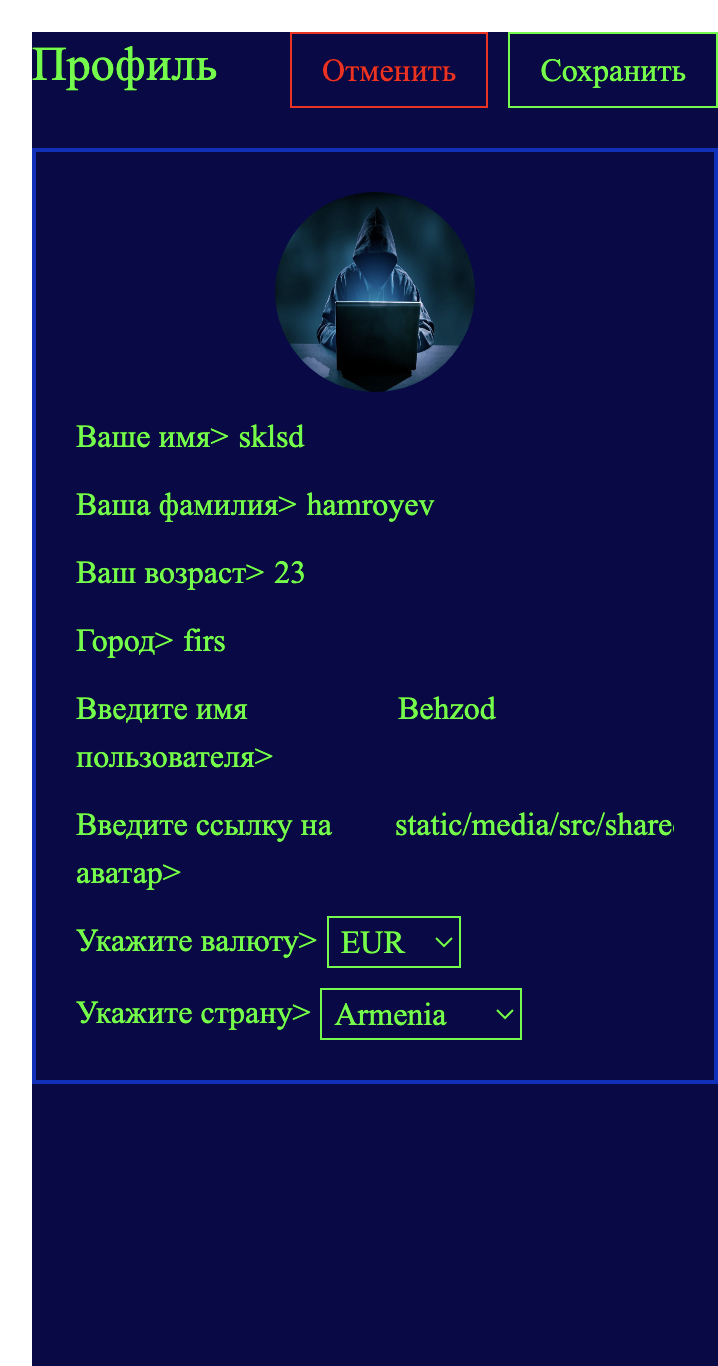 Профиль
Отменить
Сохранить
Ваше имя> sklsd
Ваша фамилия> hamroyev
Ваш возраст> 23
Город> firs
Введите имя Behzod
пользователя>
Введите ссылку на static/media/src/share
аватар>
Укажите валюту> EUR
Укажите страну> Armenia